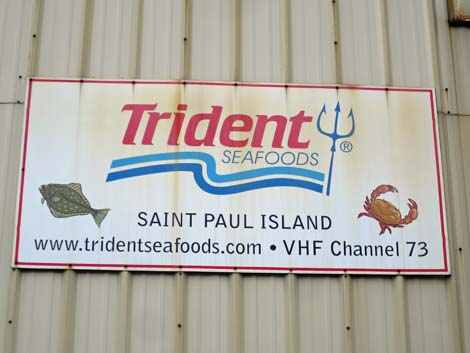 Trident
SEAFOODS ®
SAINT PAUL ISLAND
www.tridentseafoods.com • VHF Channel 73